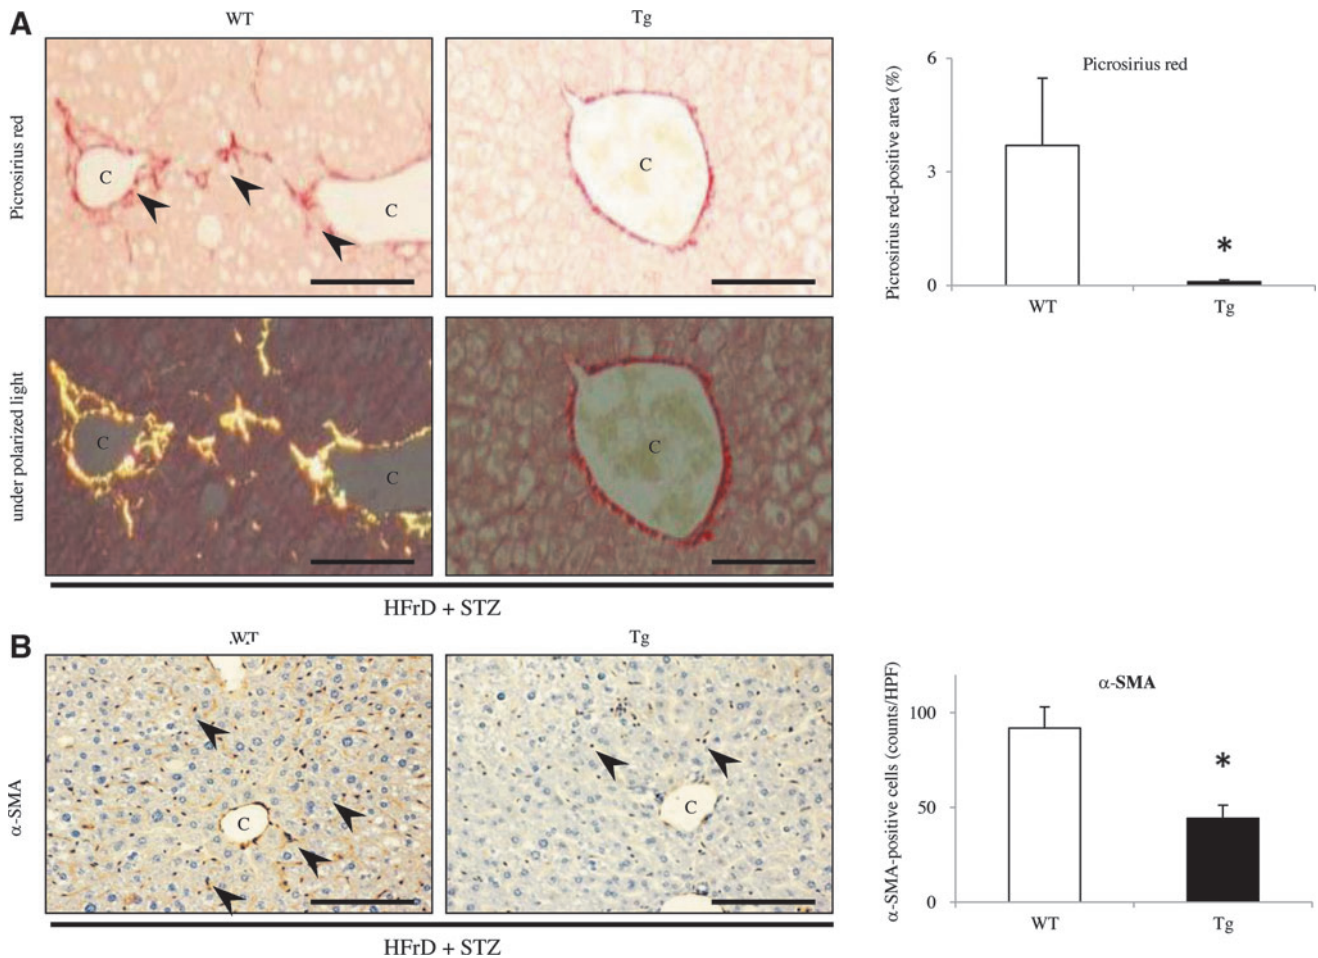 A
WT
Tg
Picrosirius red
C
C
C
Picrosirius red-positive area (%)
6
3
0
Picrosirius red
*
WT
Tg
under polarized light
C
C
C
HFrD + STZ
B
WT
Tg
α-SMA
C
C
α-SMA-positive cells (counts/HPF)
100
50
0
α-SMA
*
WT
Tg
HFrD + STZ